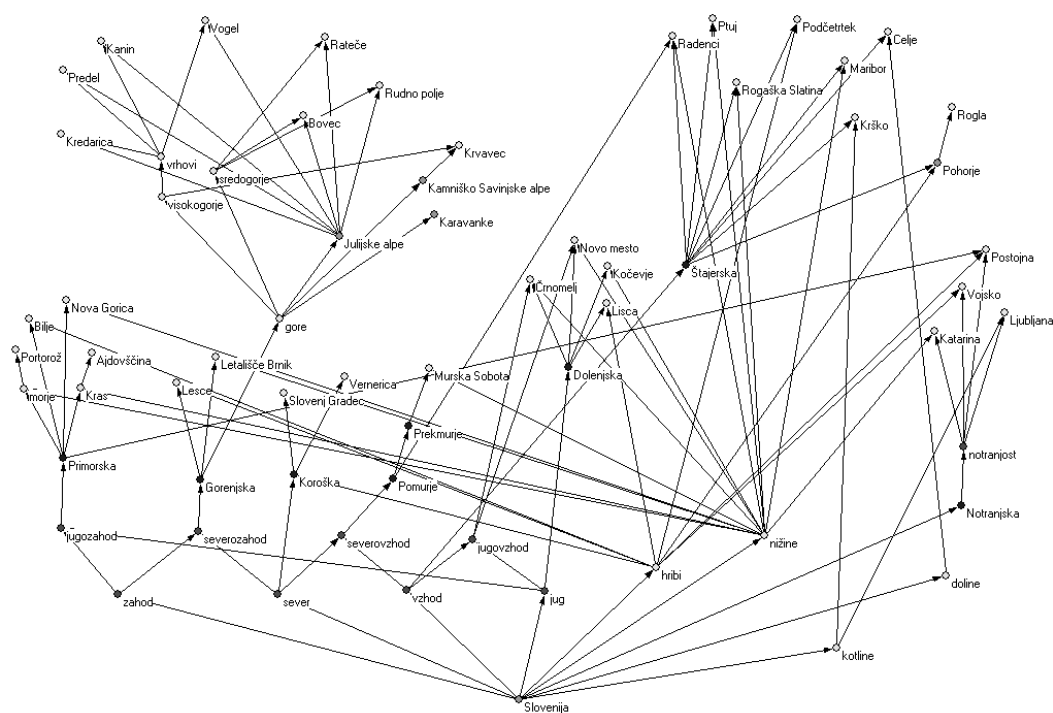 Vogel
Kanin
Rateče
Predel
Rudno polje
Bovec
Kredarica
vrhovi
Krvavec
sredogorje
Kamniško Savinjske alpe
visokogorje
Karavanke
Julijske alpe
gore
Ptuj
Podčetrtek
Radenci
Celje
Maribor
Rogaška Slatina
Rogla
Krško
Pohorje
Novo mesto
Postojna
Kočevje
Štajerska
Črnomelj
Vojsko
Lisca
Ljubljana
Katarina
Nova Gorica
Bilje
Portorož
Ajdovščina
Letališče Brnik
Dolenjska
Murska Sobota
Vernerica
morje
Kras
Lesce
Slovenj Gradec
Prekmurje
notranjost
Primorska
Gorenjska
Koroška
Pomurje
Notranjska
jugozahod
severozahod
severovzhod
jugovzhod
nižine
hribi
doline
zahod
sever
vzhod
jug
kotline
Slovenija